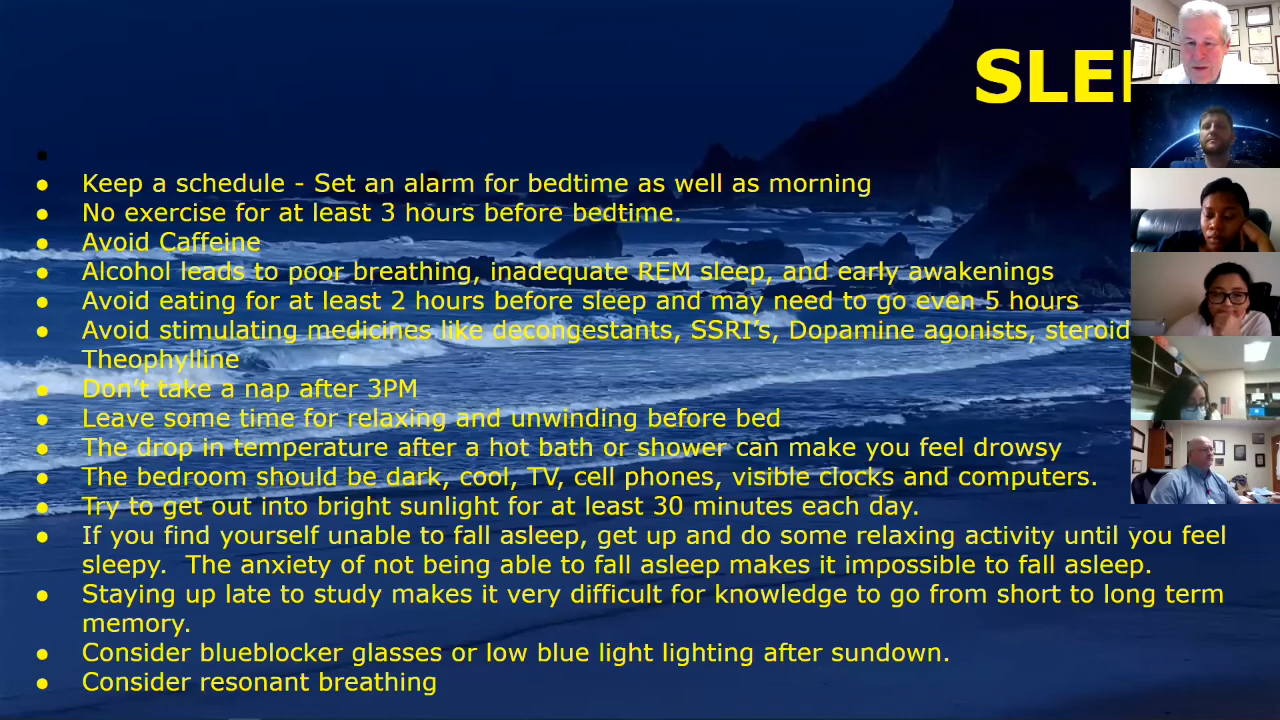 SLE
● Keep a schedule - Set an alarm for bedtime as well as morning
● No exercise for at least 3 hours before bedtime.
● Avoid Caffeine
● Alcohol leads to poor breathing, inadequate REM sleep, and early awakenings
● Avoid eating for at least 2 hours before sleep and may need to go even 5 hours
● Avoid stimulating medicines like decongestants, SSRI's, Dopamine agonists, steroid
Theophylline
● Don't take a nap after 3PM
● Leave some time for relaxing and unwinding before bed
● The drop in temperature after a hot bath or shower can make you feel drowsy
● The bedroom should be dark, cool, TV, cell phones, visible clocks and computers.
● Try to get out into bright sunlight for at least 30 minutes each day.
● If you find yourself unable to fall asleep, get up and do some relaxing activity until you feel
sleepy.  The anxiety of not being able to fall asleep makes it impossible to fall asleep.
● Staying up late to study makes it very difficult for knowledge to go from short to long term
memory.
● Consider blueblocker glasses or low blue light lighting after sundown.
● Consider resonant breathing